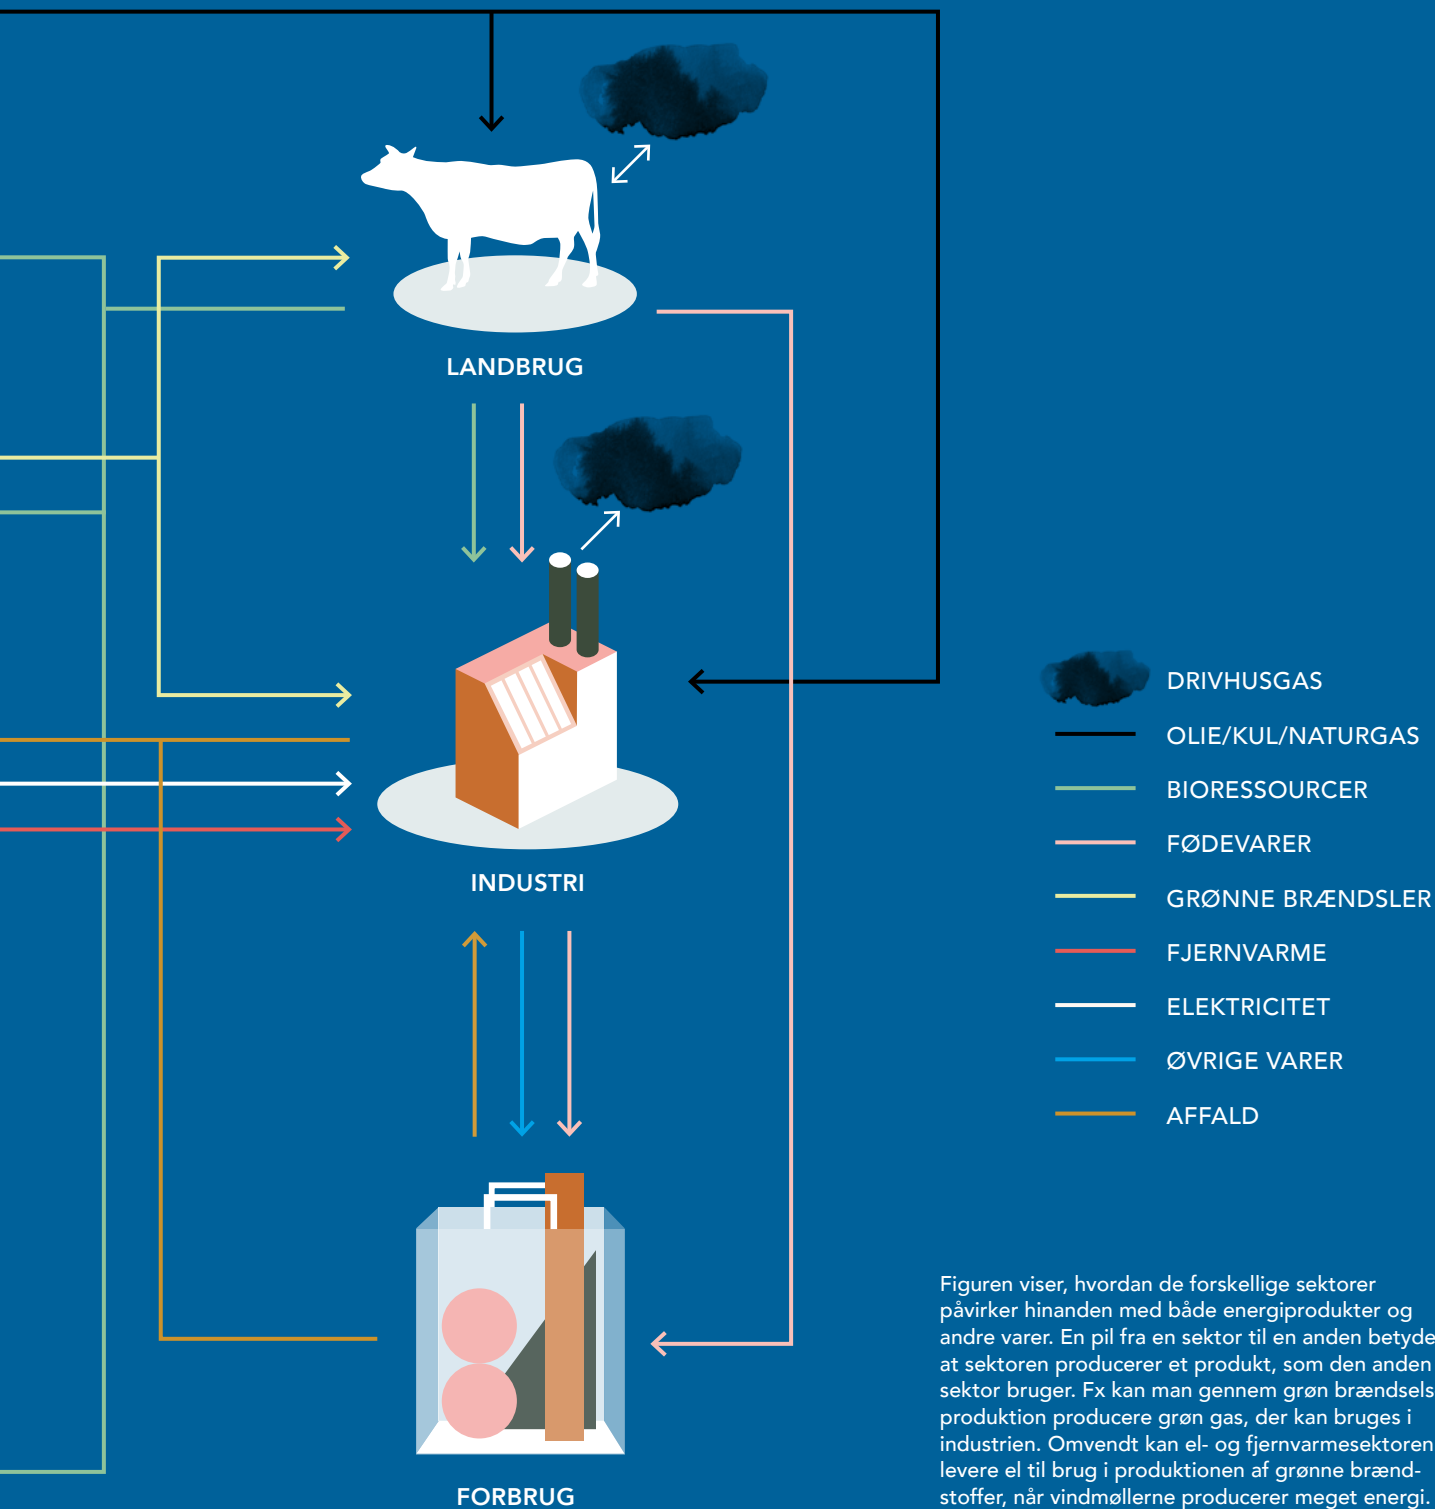 LANDBRUG
INDUSTRI
FORBRUG
DRIVHUSGAS
OLIE/KUL/NATURGAS
BIORESSOURCER
FØDEVARER
GRØNNE BRÆNDSLER
FJERNVARME
ELEKTRICITET
ØVRIGE VARER
AFFALD
Figuren viser, hvordan de forskellige sektorer
påvirker hinanden med både energiprodukter og
andre varer. En pil fra en sektor til en anden betyde
at sektoren producerer et produkt, som den anden
sektor bruger. Fx kan man gennem grøn brændsels
produktion producere grøn gas, der kan bruges i
industrien. Omvendt kan el- og fjernvarmesektoren
levere el til brug i produktionen af grønne brænd-
stoffer, når vindmøllerne producerer meget energi.